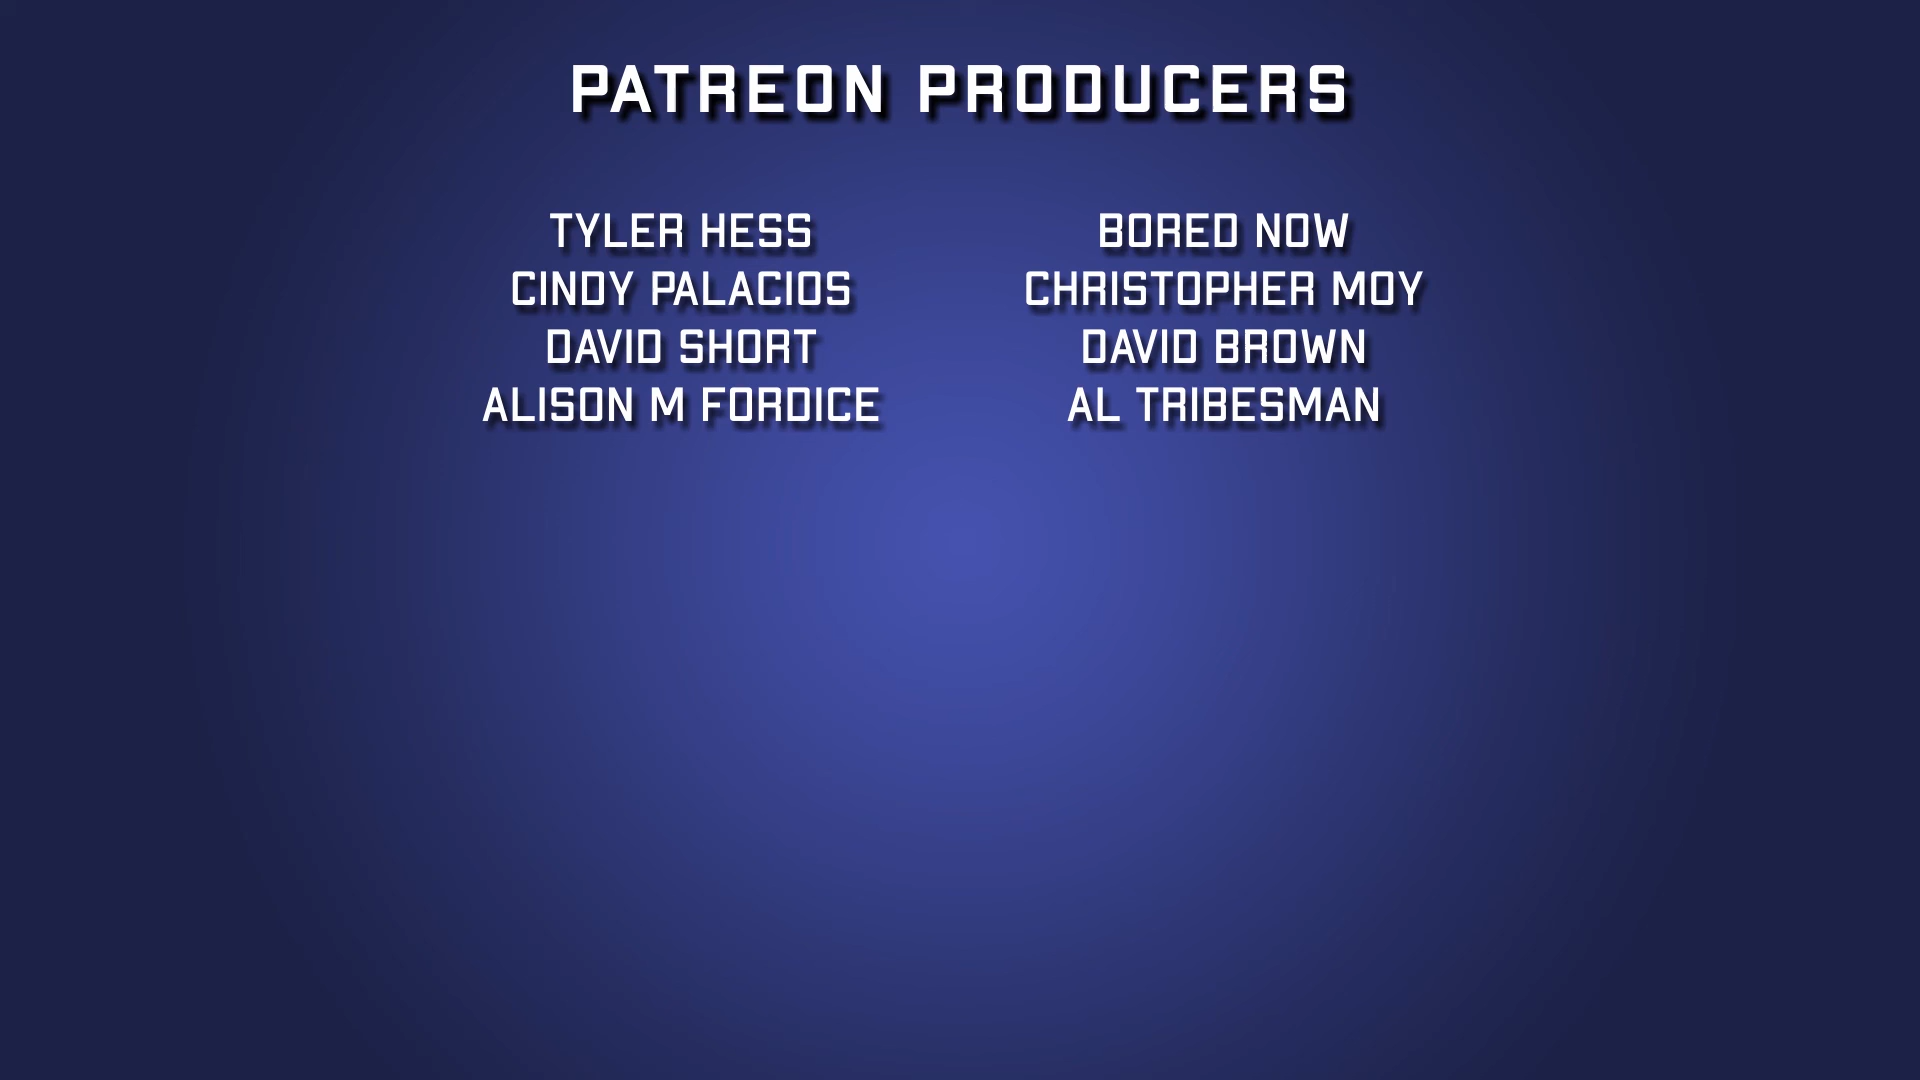 PATREON PRODUCERS
TYLER HESS
CINDY PALACIOS
DAVID SHORT
ALISON M FORDICE
BORED NOW
CHRISTOPHER MOY
DAVID BROWN
AL TRIBESMAN